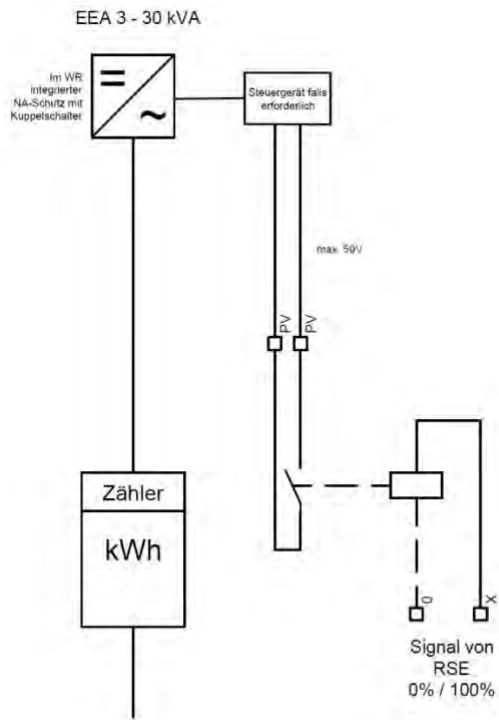 EEA 3 - 30 kVA
Im WR
integrierter
NA-Schutz mit
Kuppelschalter
Steuergerät falls
erforderlich
max. 50V
PV
PV
Zähler
kWh
0
X
Signal von
RSE
0% / 100%